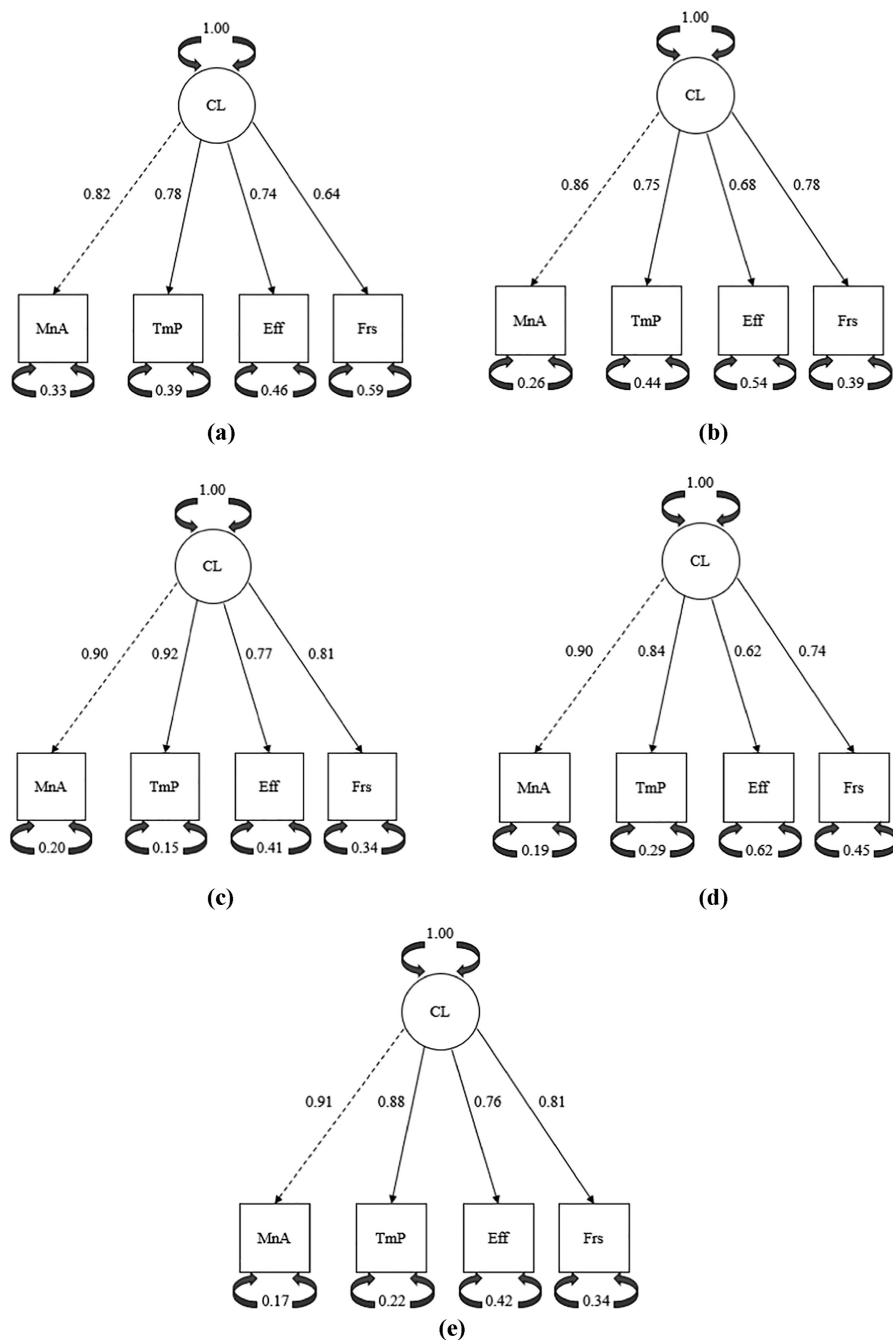 1.00
1.00
CL
CL
0.82
0.78
0.74
0.64
0.86
0.75
0.68
0.78
MnA
TmP
Eff
Frs
MnA
TmP
Eff
Frs
0.33
0.39
0.46
0.59
0.26
0.44
0.54
0.39
(a)
(b)
1.00
1.00
CL
CL
0.90
0.92
0.77
0.81
0.90
0.84
0.62
0.74
MnA
TmP
Eff
Frs
MnA
TmP
Eff
Frs
0.20
0.15
0.41
0.34
0.19
0.29
0.62
0.45
(c)
(d)
1.00
CL
0.91
0.88
0.76
0.81
MnA
TmP
Eff
Frs
0.17
0.22
0.42
0.34
(e)